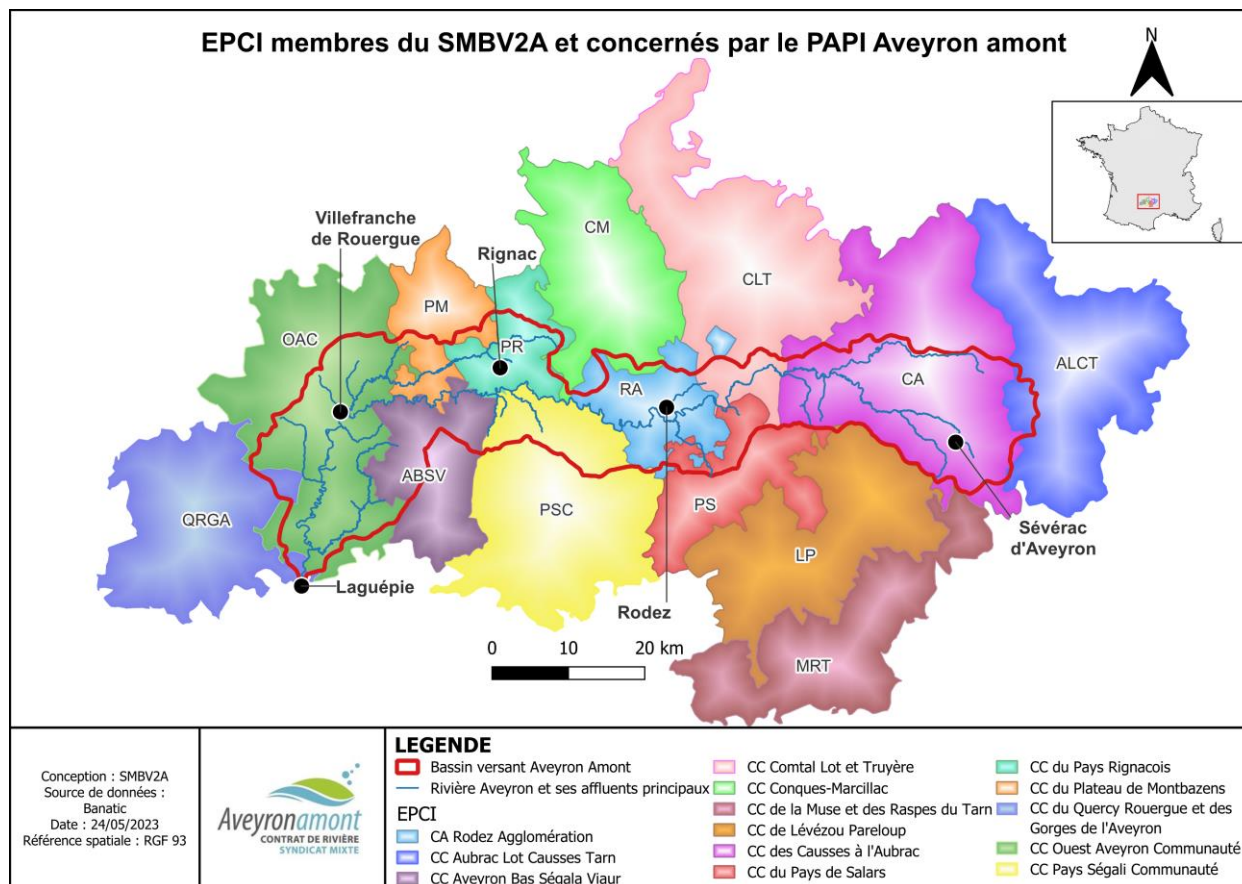 EPCI membres du SMBV2A et concernés par le PAPI Aveyron amont
N
Villefranche
de Rouergue
Rignac
CM
CLT
PM
OAC
PR
RA
CA
ALCT
ABSV
QRGA
PSC
PS
LP
Sévérac
d'Aveyron
Laguépie
Rodez
MRT
0 10 20 km
Conception : SMBV2A
Source de données :
Banatic
Date : 24/05/2023
Référence spatiale : RGF 93
Aveyronamont
CONTRAT DE RIVIÈRE
SYNDICAT MIXTE
LEGENDE
Bassin versant Aveyron Amont
Rivière Aveyron et ses affluents principaux
EPCI
CA Rodez Agglomération
CC Aubrac Lot Causses Tarn
CC Aveyron Bas Ségala Viaur
CC Comtal Lot et Truyère
CC Conques-Marcillac
CC de la Muse et des Raspes du Tarn
CC de Lévézou Pareloup
CC des Causses à l'Aubrac
CC du Pays de Salars
CC du Pays Rignacois
CC du Plateau de Montbazens
CC du Quercy Rouergue et des
Gorges de l'Aveyron
CC Ouest Aveyron Communauté
CC Pays Ségali Communauté